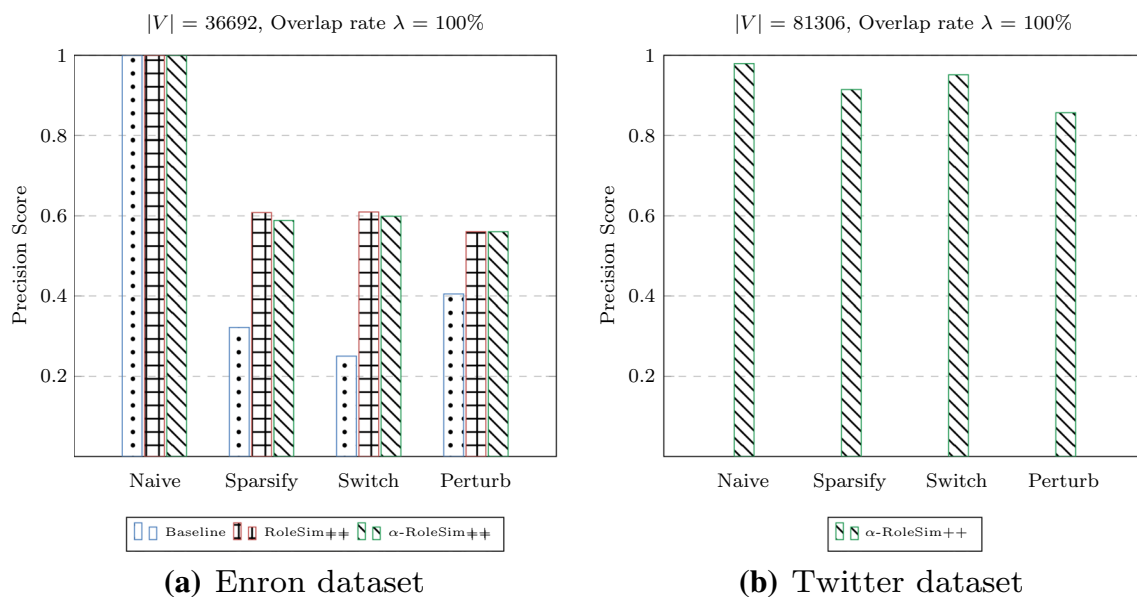 |V| = 36692, Overlap rate λ = 100%
1
0.8
0.6
0.4
0.2
Precision Score
Naive Sparsify Switch Perturb
Baseline RoleSim++ α-RoleSim++
(a) Enron dataset
|V| = 81306, Overlap rate λ = 100%
1
0.8
0.6
0.4
0.2
Precision Score
Naive Sparsify Switch Perturb
α-RoleSim++
(b) Twitter dataset